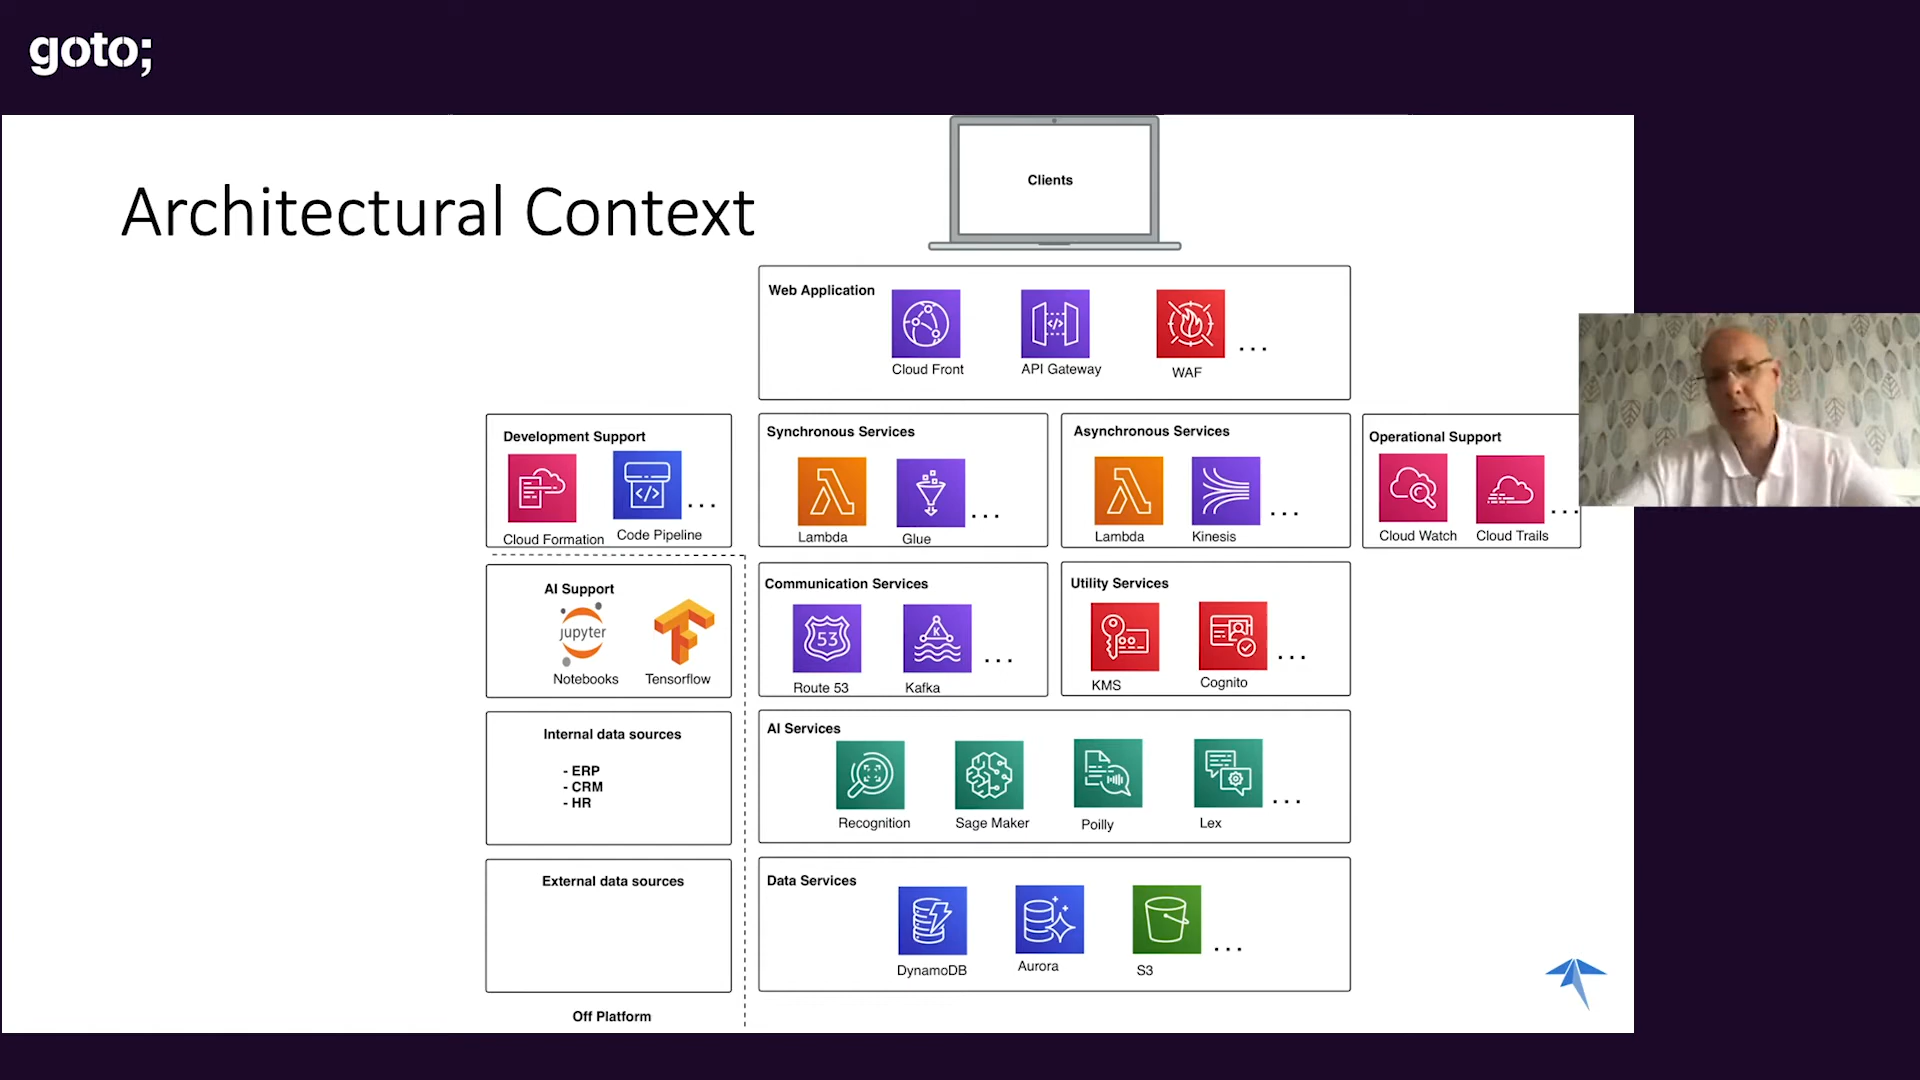 goto;
Architectural Context
Clients
Web Application
Cloud Front
API Gateway
WAF
...
Development Support
Cloud Formation
Code Pipeline
...
Synchronous Services
Lambda
Glue
...
Asynchronous Services
Lambda
Kinesis
...
Operational Support
Cloud Watch
Cloud Trails
...
AI Support
jupyter
Notebooks
Tensorflow
Communication Services
53
Route 53
K
Kafka
...
Utility Services
KMS
Cognito
...
Internal data sources
- ERP
- CRM
- HR
AI Services
Recognition
Sage Maker
Poilly
Lex
...
External data sources
Data Services
DynamoDB
Aurora
S3
...
Off Platform